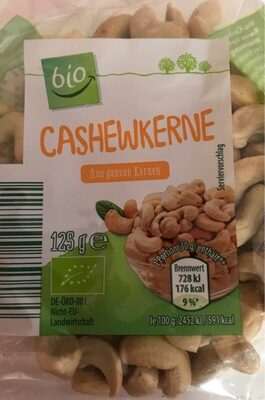 bio
CASHEWKERNE
Aus ganzen Kernen
Serviervorschlag
125 g e
1 Portion (30 g) enthält**
Brennwert
728 kJ
176 kcal
9 %*
DE-ÖKO-001
Nicht-EU-
Landwirtschaft
Je 100 g: 2452 kJ / 591 kcal